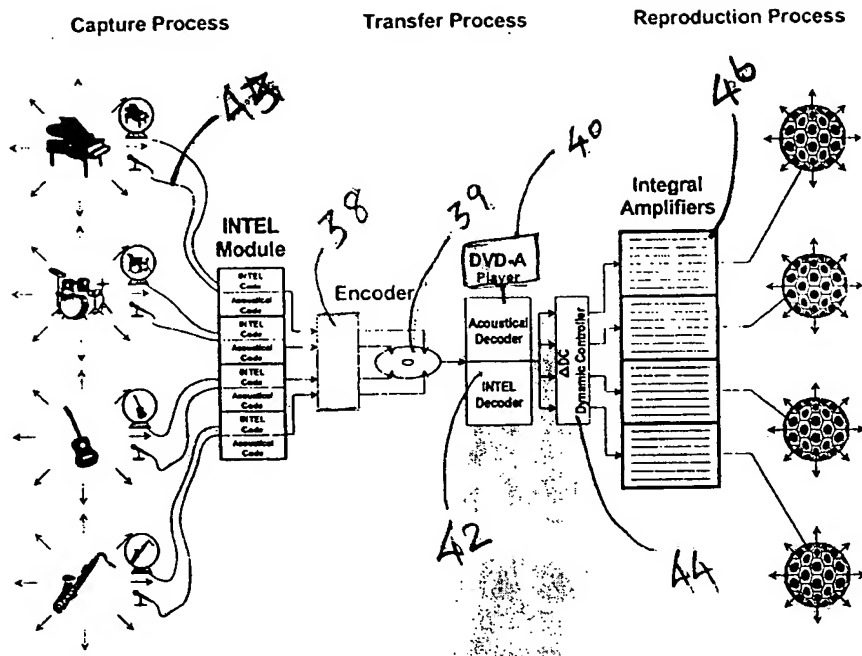 Capture Process
Transfer Process
Reproduction Process
43
38
39
40
46
INTEL
Module
Encoder
DVD-A
Player
Integral
Amplifiers
INTEL
Code
Acoustical
Code
INTEL
Code
Acoustical
Code
INTEL
Code
Acoustical
Code
INTEL
Code
Acoustical
Code
Acoustical
Decoder
INTEL
Decoder
ΔDC
Dynamic Controller
42
44